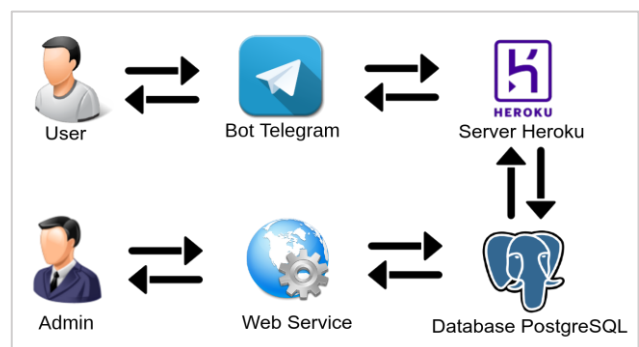 HEROKU
User
Bot Telegram
Server Heroku
Admin
Web Service
Database PostgreSQL